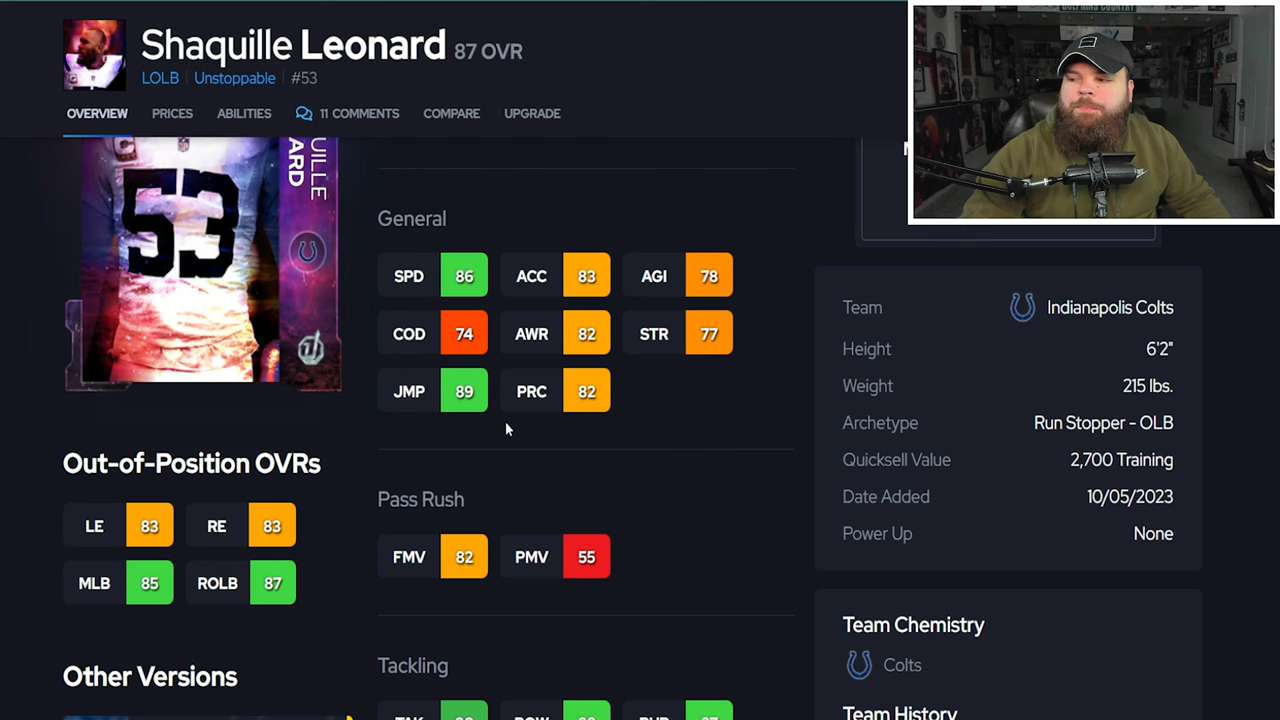 Shaquille Leonard 87 OVR
LOLB Unstoppable #53
OVERVIEW PRICES ABILITIES 11 COMMENTS COMPARE UPGRADE
53
General
SPD 86 ACC 83 AGI 78
COD 74 AWR 82 STR 77
JMP 89 PRC 82
Pass Rush
FMV 82 PMV 55
Tackling
Out-of-Position OVRs
LE 83 RE 83
MLB 85 ROLB 87
Other Versions
Team Indianapolis Colts
Height 6'2"
Weight 215 lbs.
Archetype Run Stopper - OLB
Quicksell Value 2,700 Training
Date Added 10/05/2023
Power Up None
Team Chemistry
Colts
Team History